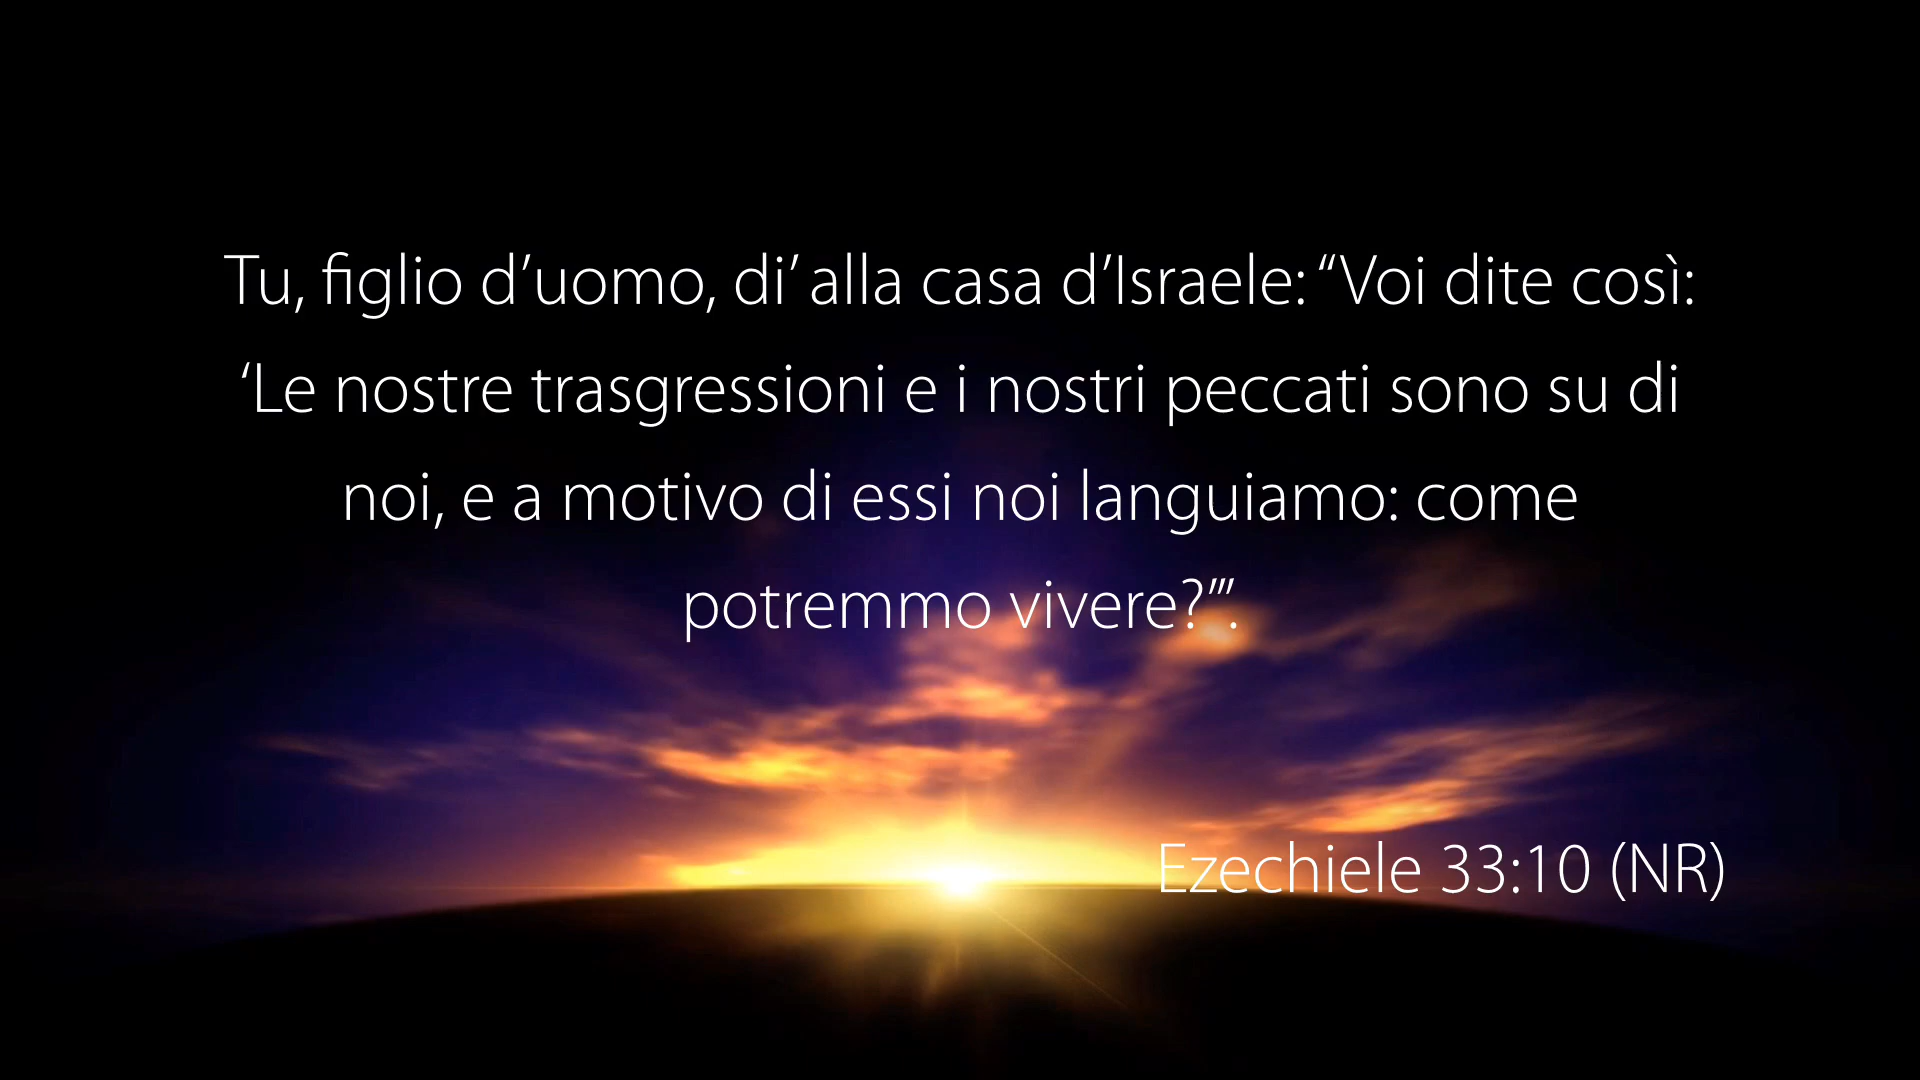 Tu, figlio d’uomo, di’ alla casa d’Israele: “Voi dite così:
‘Le nostre trasgressioni e i nostri peccati sono su di
noi, e a motivo di essi noi languiamo: come
potremmo vivere?’”.
Ezechiele 33:10 (NR)